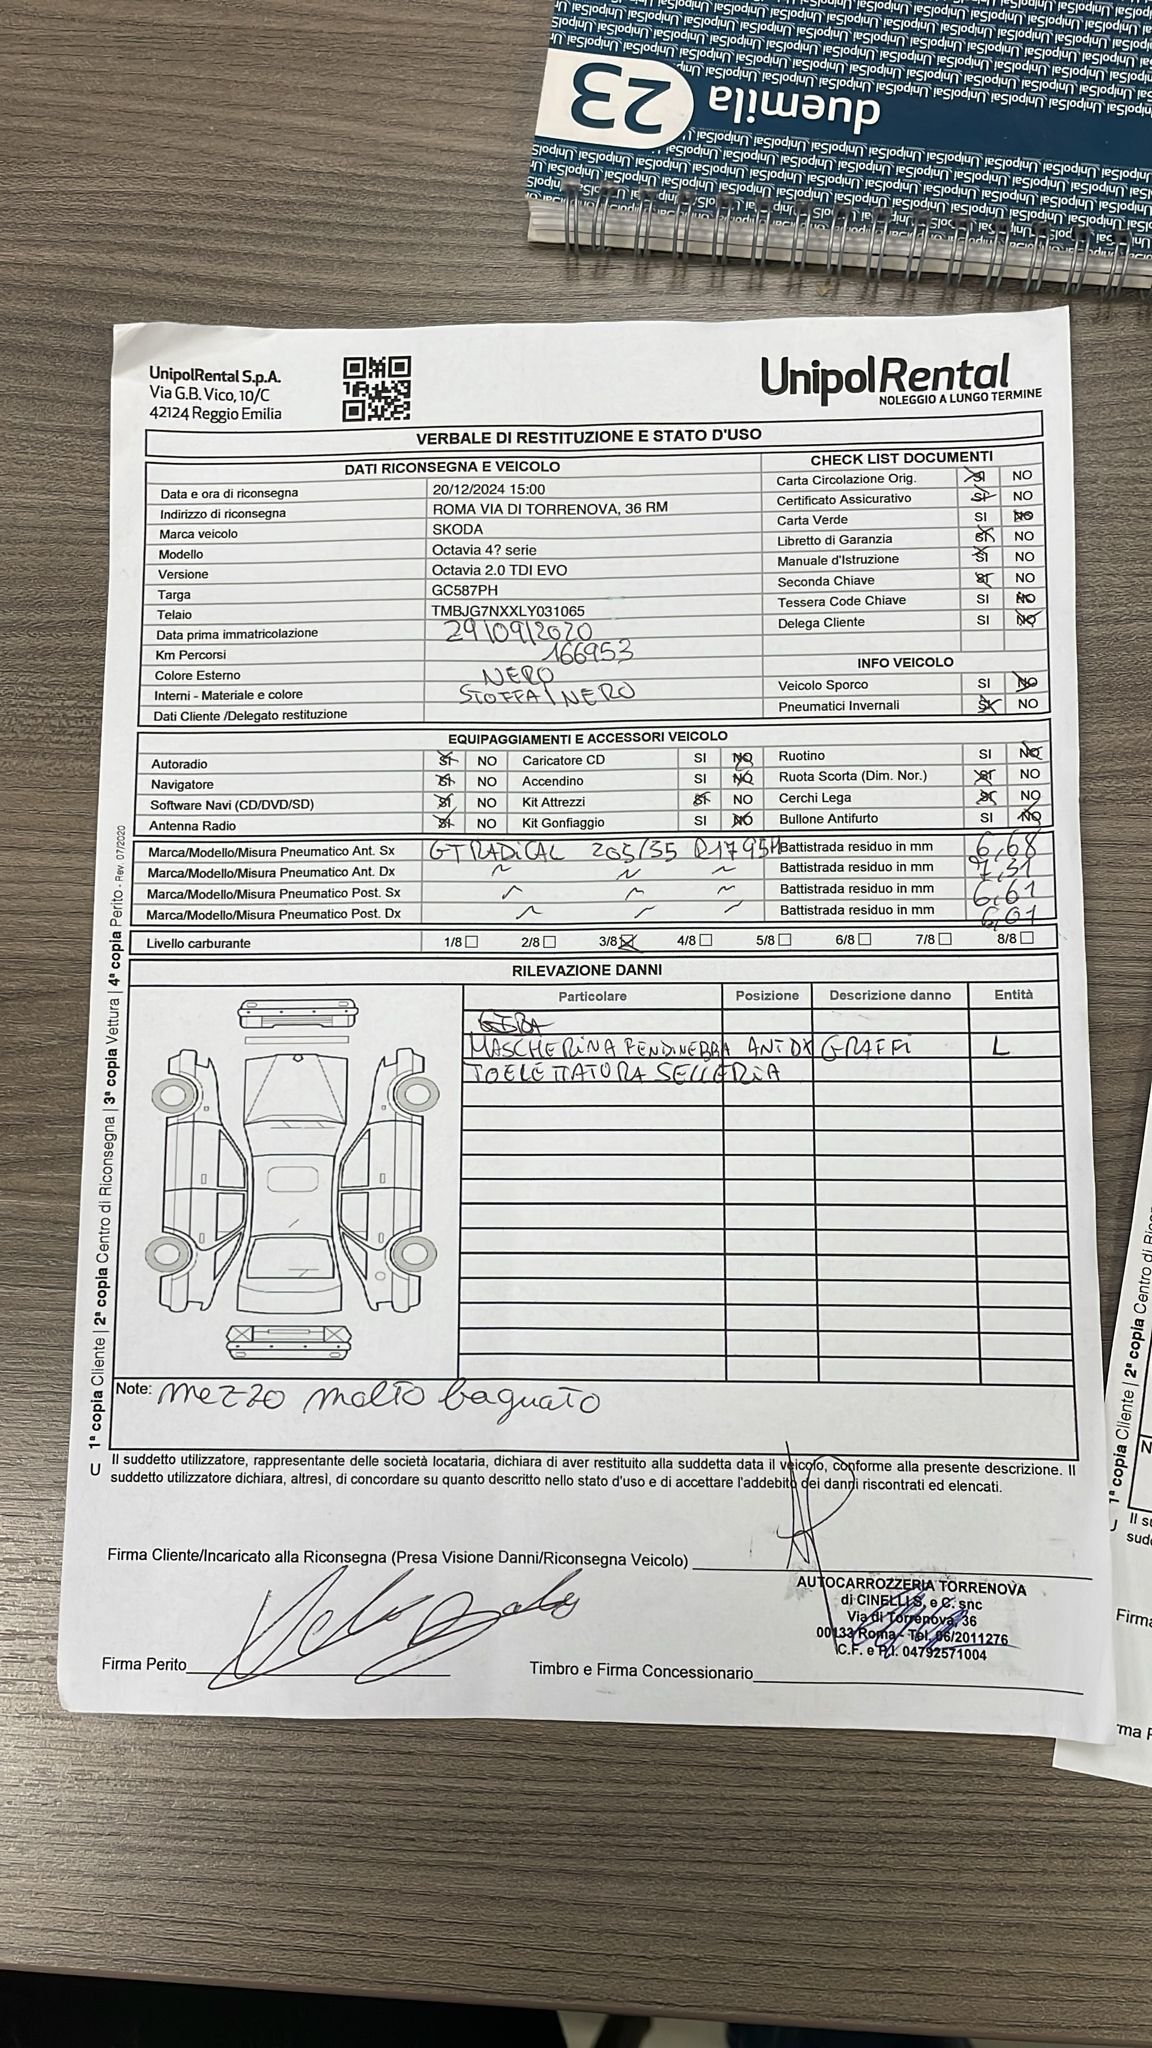 23 duemila
UnipolSai UnipolSai UnipolSai UnipolSai UnipolSai
UnipolRental S.p.A.
Via G.B. Vico, 10/C
42124 Reggio Emilia
UnipolRental
NOLEGGIO A LUNGO TERMINE
VERBALE DI RESTITUZIONE E STATO D'USO
DATI RICONSEGNA E VEICOLO
Data e ora di riconsegna 20/12/2024 15:00
Indirizzo di riconsegna ROMA VIA DI TORRENOVA, 36 RM
Marca veicolo SKODA
Modello Octavia 4? serie
Versione Octavia 2.0 TDI EVO
Targa GC587PH
Telaio TMBJG7NXXLY031065
Data prima immatricolazione 29/09/2020
Km Percorsi 166953
Colore Esterno NERO
Interni - Materiale e colore STOFFA/NERO
Dati Cliente /Delegato restituzione
CHECK LIST DOCUMENTI
Carta Circolazione Orig. SI NO
Certificato Assicurativo SI NO
Carta Verde SI NO
Libretto di Garanzia SI NO
Manuale d'Istruzione SI NO
Seconda Chiave SI NO
Tessera Code Chiave SI NO
Delega Cliente SI NO
INFO VEICOLO
Veicolo Sporco SI NO
Pneumatici Invernali SI NO
EQUIPAGGIAMENTI E ACCESSORI VEICOLO
Autoradio SI NO Caricatore CD SI NO Ruotino SI NO
Navigatore SI NO Accendino SI NO Ruota Scorta (Dim. Nor.) SI NO
Software Navi (CD/DVD/SD) SI NO Kit Attrezzi SI NO Cerchi Lega SI NO
Antenna Radio SI NO Kit Gonfiaggio SI NO Bullone Antifurto SI NO
Marca/Modello/Misura Pneumatico Ant. Sx GT RADICAL 205/55 R17 95H Battistrada residuo in mm 6,68
Marca/Modello/Misura Pneumatico Ant. Dx ~ ~ ~ Battistrada residuo in mm 7,31
Marca/Modello/Misura Pneumatico Post. Sx ~ ~ ~ Battistrada residuo in mm 6,61
Marca/Modello/Misura Pneumatico Post. Dx ~ ~ ~ Battistrada residuo in mm 6,01
Livello carburante 1/8 2/8 3/8 4/8 5/8 6/8 7/8 8/8
RILEVAZIONE DANNI
Particolare Posizione Descrizione danno Entità
MASCHERINA FENDINEBBIA ANT DX GRAFFI L
TOELETTATURA SELLERIA
Note: mezzo molto bagnato
Il suddetto utilizzatore, rappresentante delle società locataria, dichiara di aver restituito alla suddetta data il veicolo, conforme alla presente descrizione. Il
suddetto utilizzatore dichiara, altresì, di concordare su quanto descritto nello stato d'uso e di accettare l'addebito dei danni riscontrati ed elencati.
Firma Cliente/Incaricato alla Riconsegna (Presa Visione Danni/Riconsegna Veicolo)
AUTOCARROZZERIA TORRENOVA
di CINELLI S. e C. snc
Via di Torrenova, 36
00133 Roma - Tel. 06/2011276
C.F. e P.I. 04792571004
Firma Perito
Timbro e Firma Concessionario
U 1ª copia Cliente | 2ª copia Centro di Riconsegna | 3ª copia Vettura | 4ª copia Perito - Rev. 07/2020
1ª copia Cliente | 2ª copia Centro di
Il su
sudd
Firma